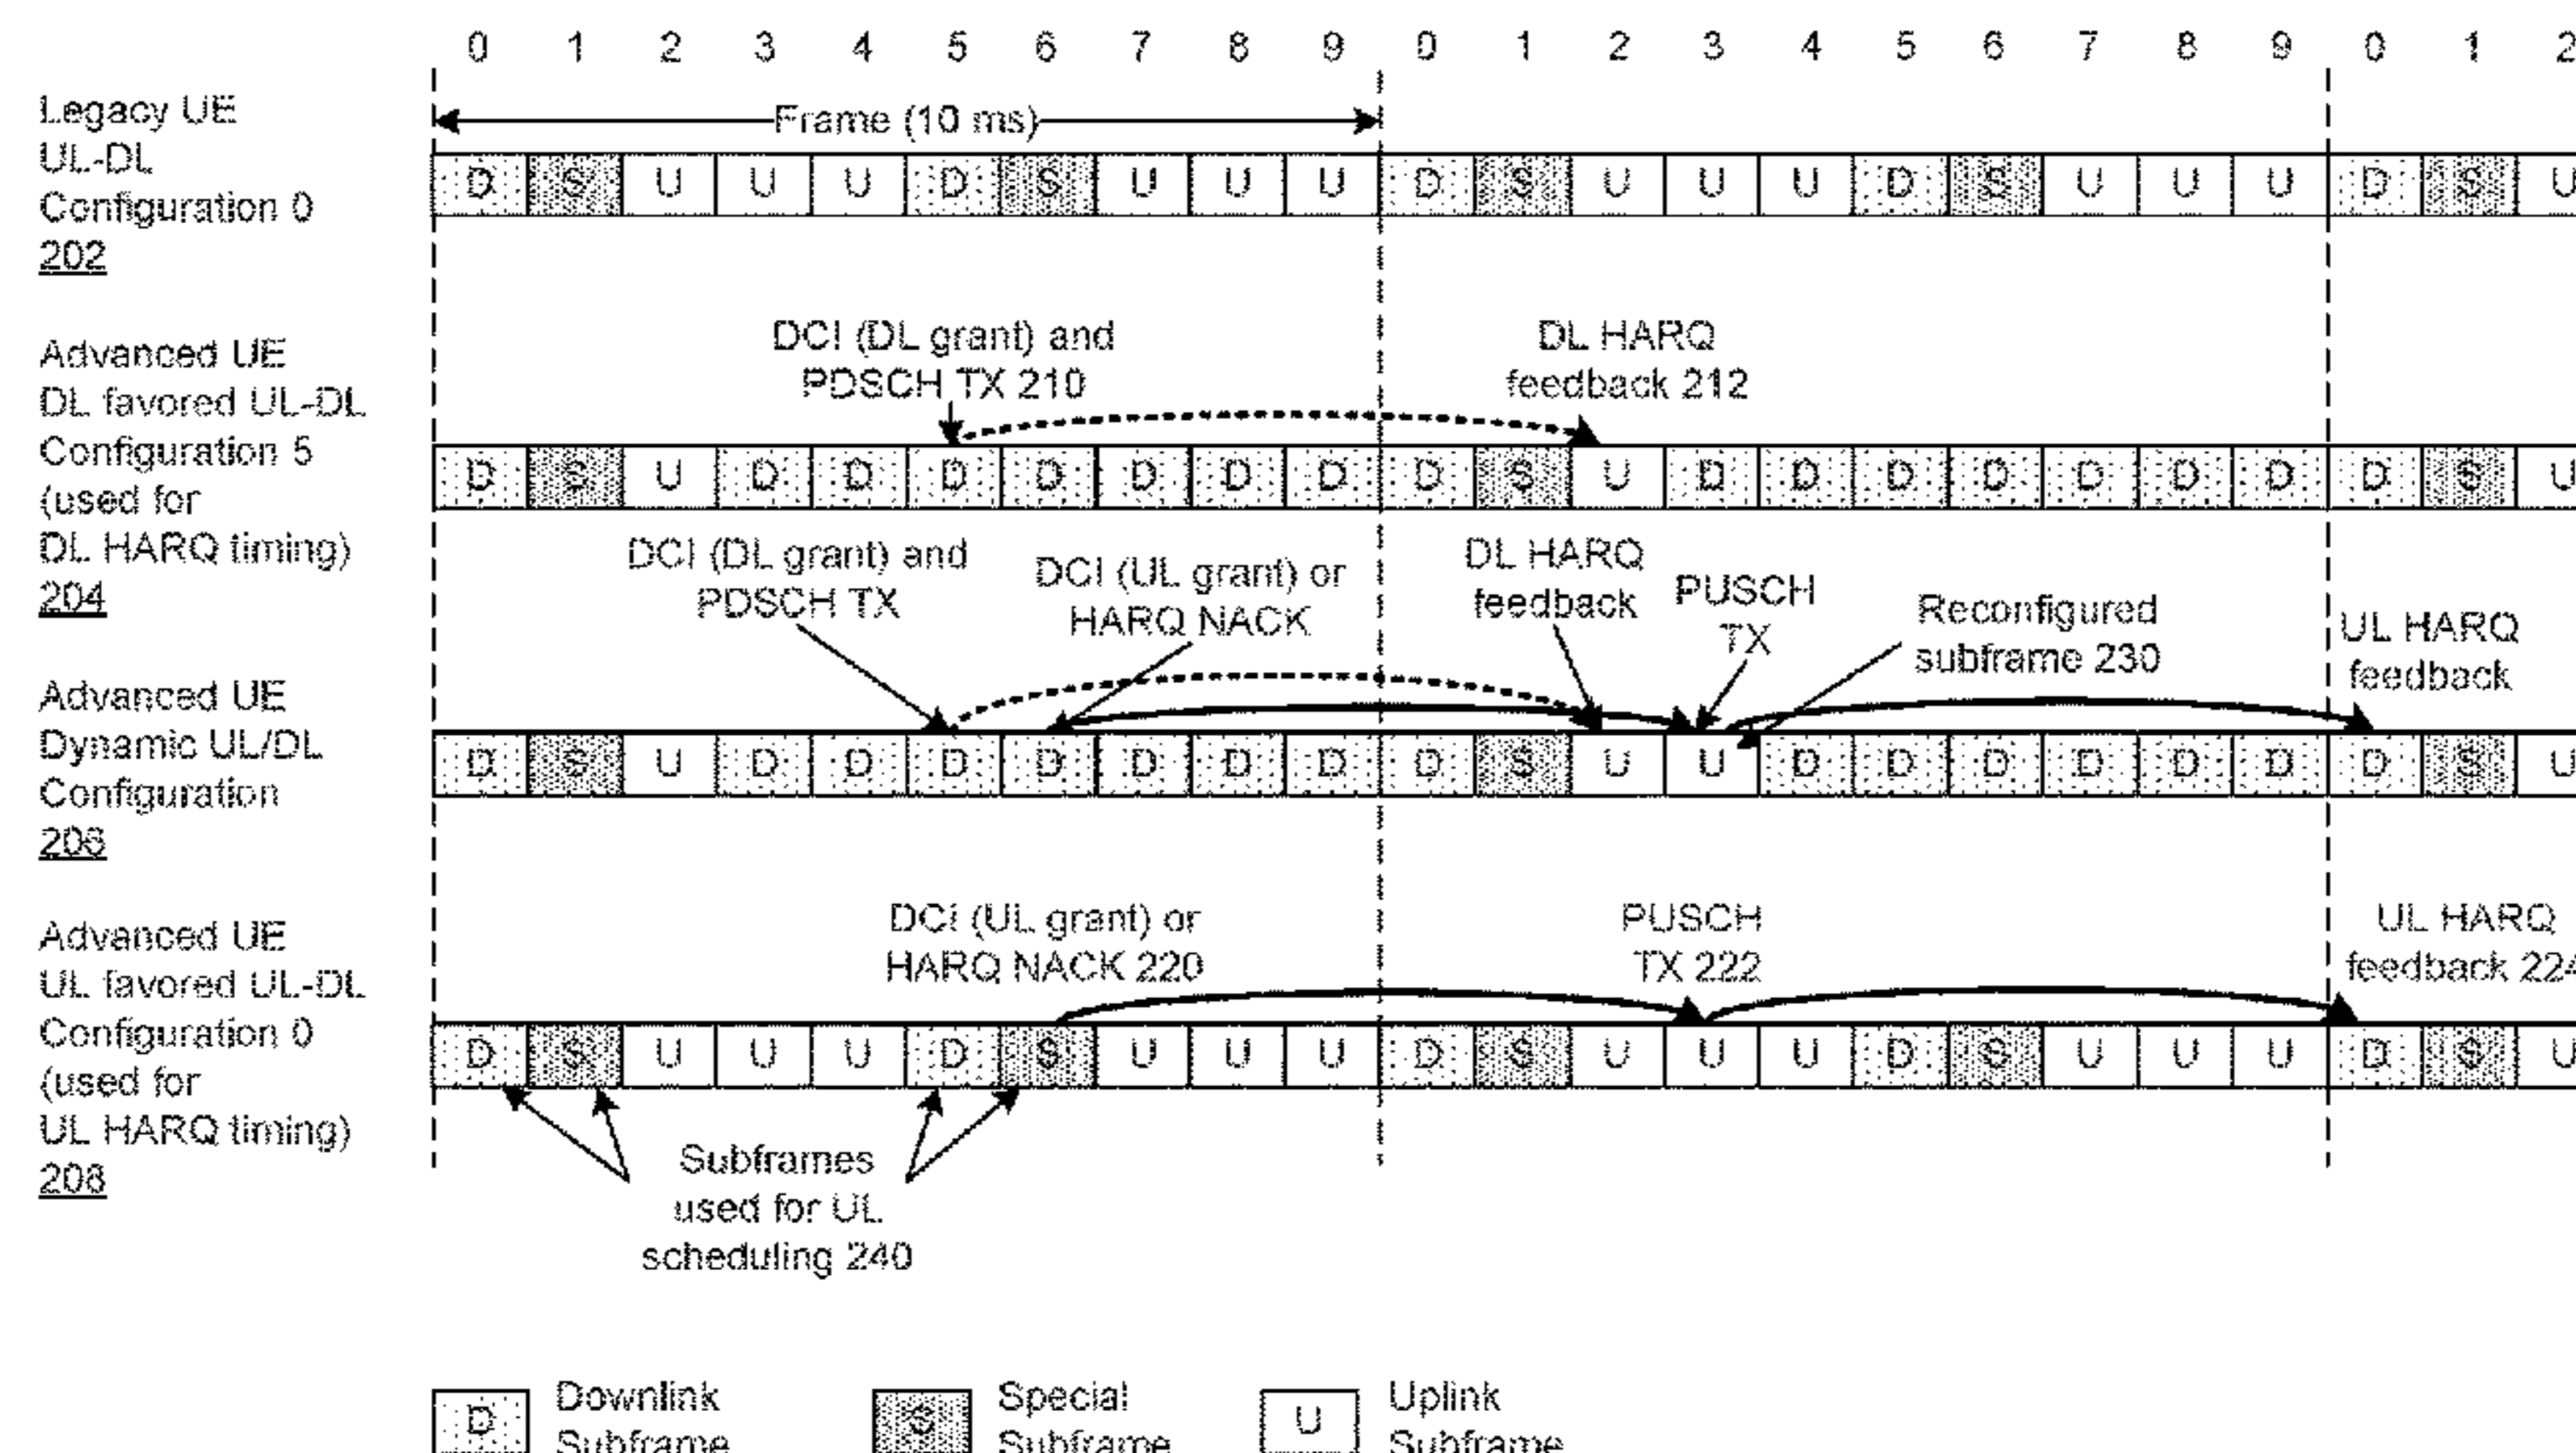 0 1 2 3 4 5 6 7 8 9 0 1 2 3 4 5 6 7 8 9 0 1 2
Legacy UE
UL-DL
Configuration 0
202
Frame (10 ms)
D S U U U D S U U U D S U U U D S U U U D S U
Advanced UE
DL favored UL-DL
Configuration 5
(used for
DL HARQ timing)
204
DCI (DL grant) and
PDSCH TX 210
DL HARQ
feedback 212
D S U D D D D D D D D S U D D D D D D D D S U
DCI (DL grant) and
PDSCH TX
DCI (UL grant) or
HARQ NACK
DL HARQ
feedback
PUSCH
TX
Reconfigured
subframe 230
UL HARQ
feedback
Advanced UE
Dynamic UL/DL
Configuration
206
D S U D D D D D D D D S U U D D D D D D D S U
Advanced UE
UL favored UL-DL
Configuration 0
(used for
UL HARQ timing)
208
DCI (UL grant) or
HARQ NACK 220
PUSCH
TX 222
UL HARQ
feedback 224
D S U U U D S U U U D S U U U D S U U U D S U
Subframes
used for UL
scheduling 240
D Downlink
Subframe
S Special
Subframe
U Uplink
Subframe